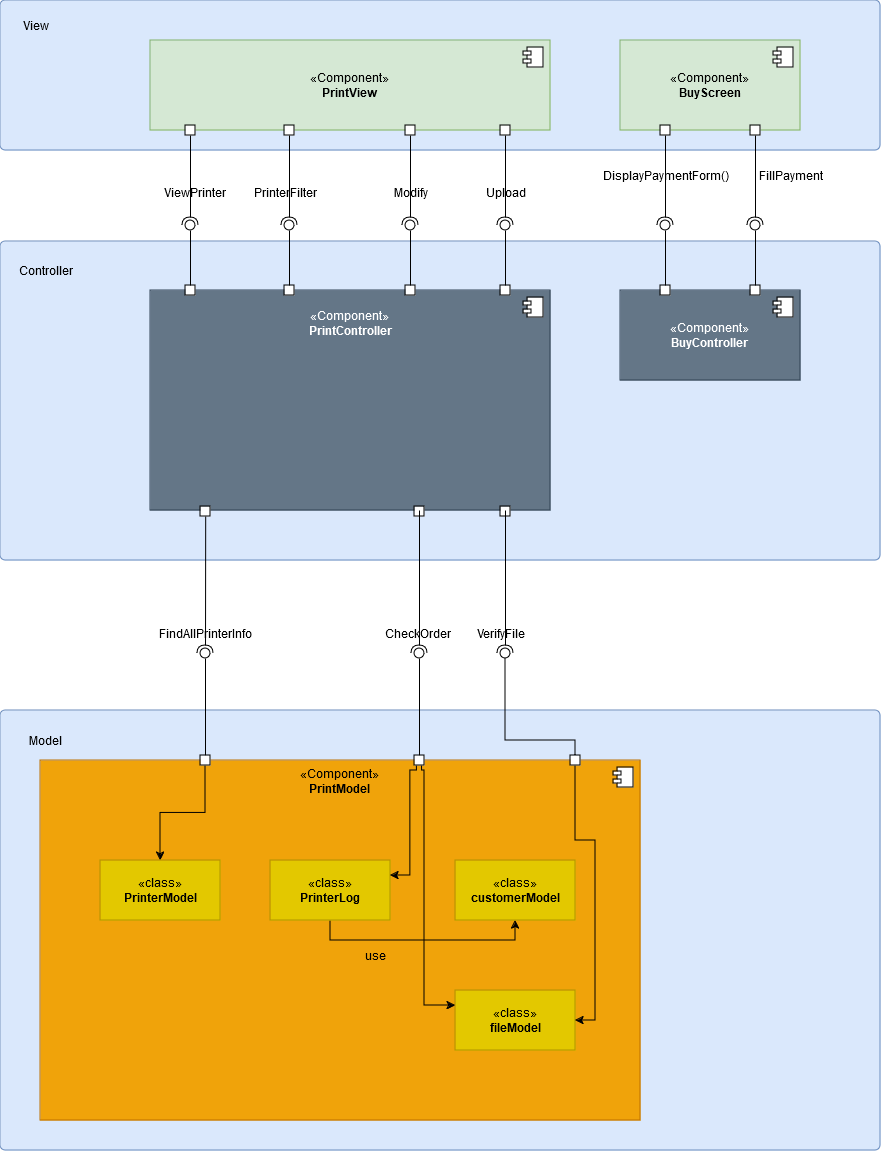 View
«Component»
PrintView
«Component»
BuyScreen
ViewPrinter
PrinterFilter
Modify
Upload
DisplayPaymentForm()
FillPayment
Controller
«Component»
PrintController
«Component»
BuyController
FindAllPrinterInfo
CheckOrder
VerifyFile
Model
«Component»
PrintModel
«class»
PrinterModel
«class»
PrinterLog
«class»
customerModel
use
«class»
fileModel